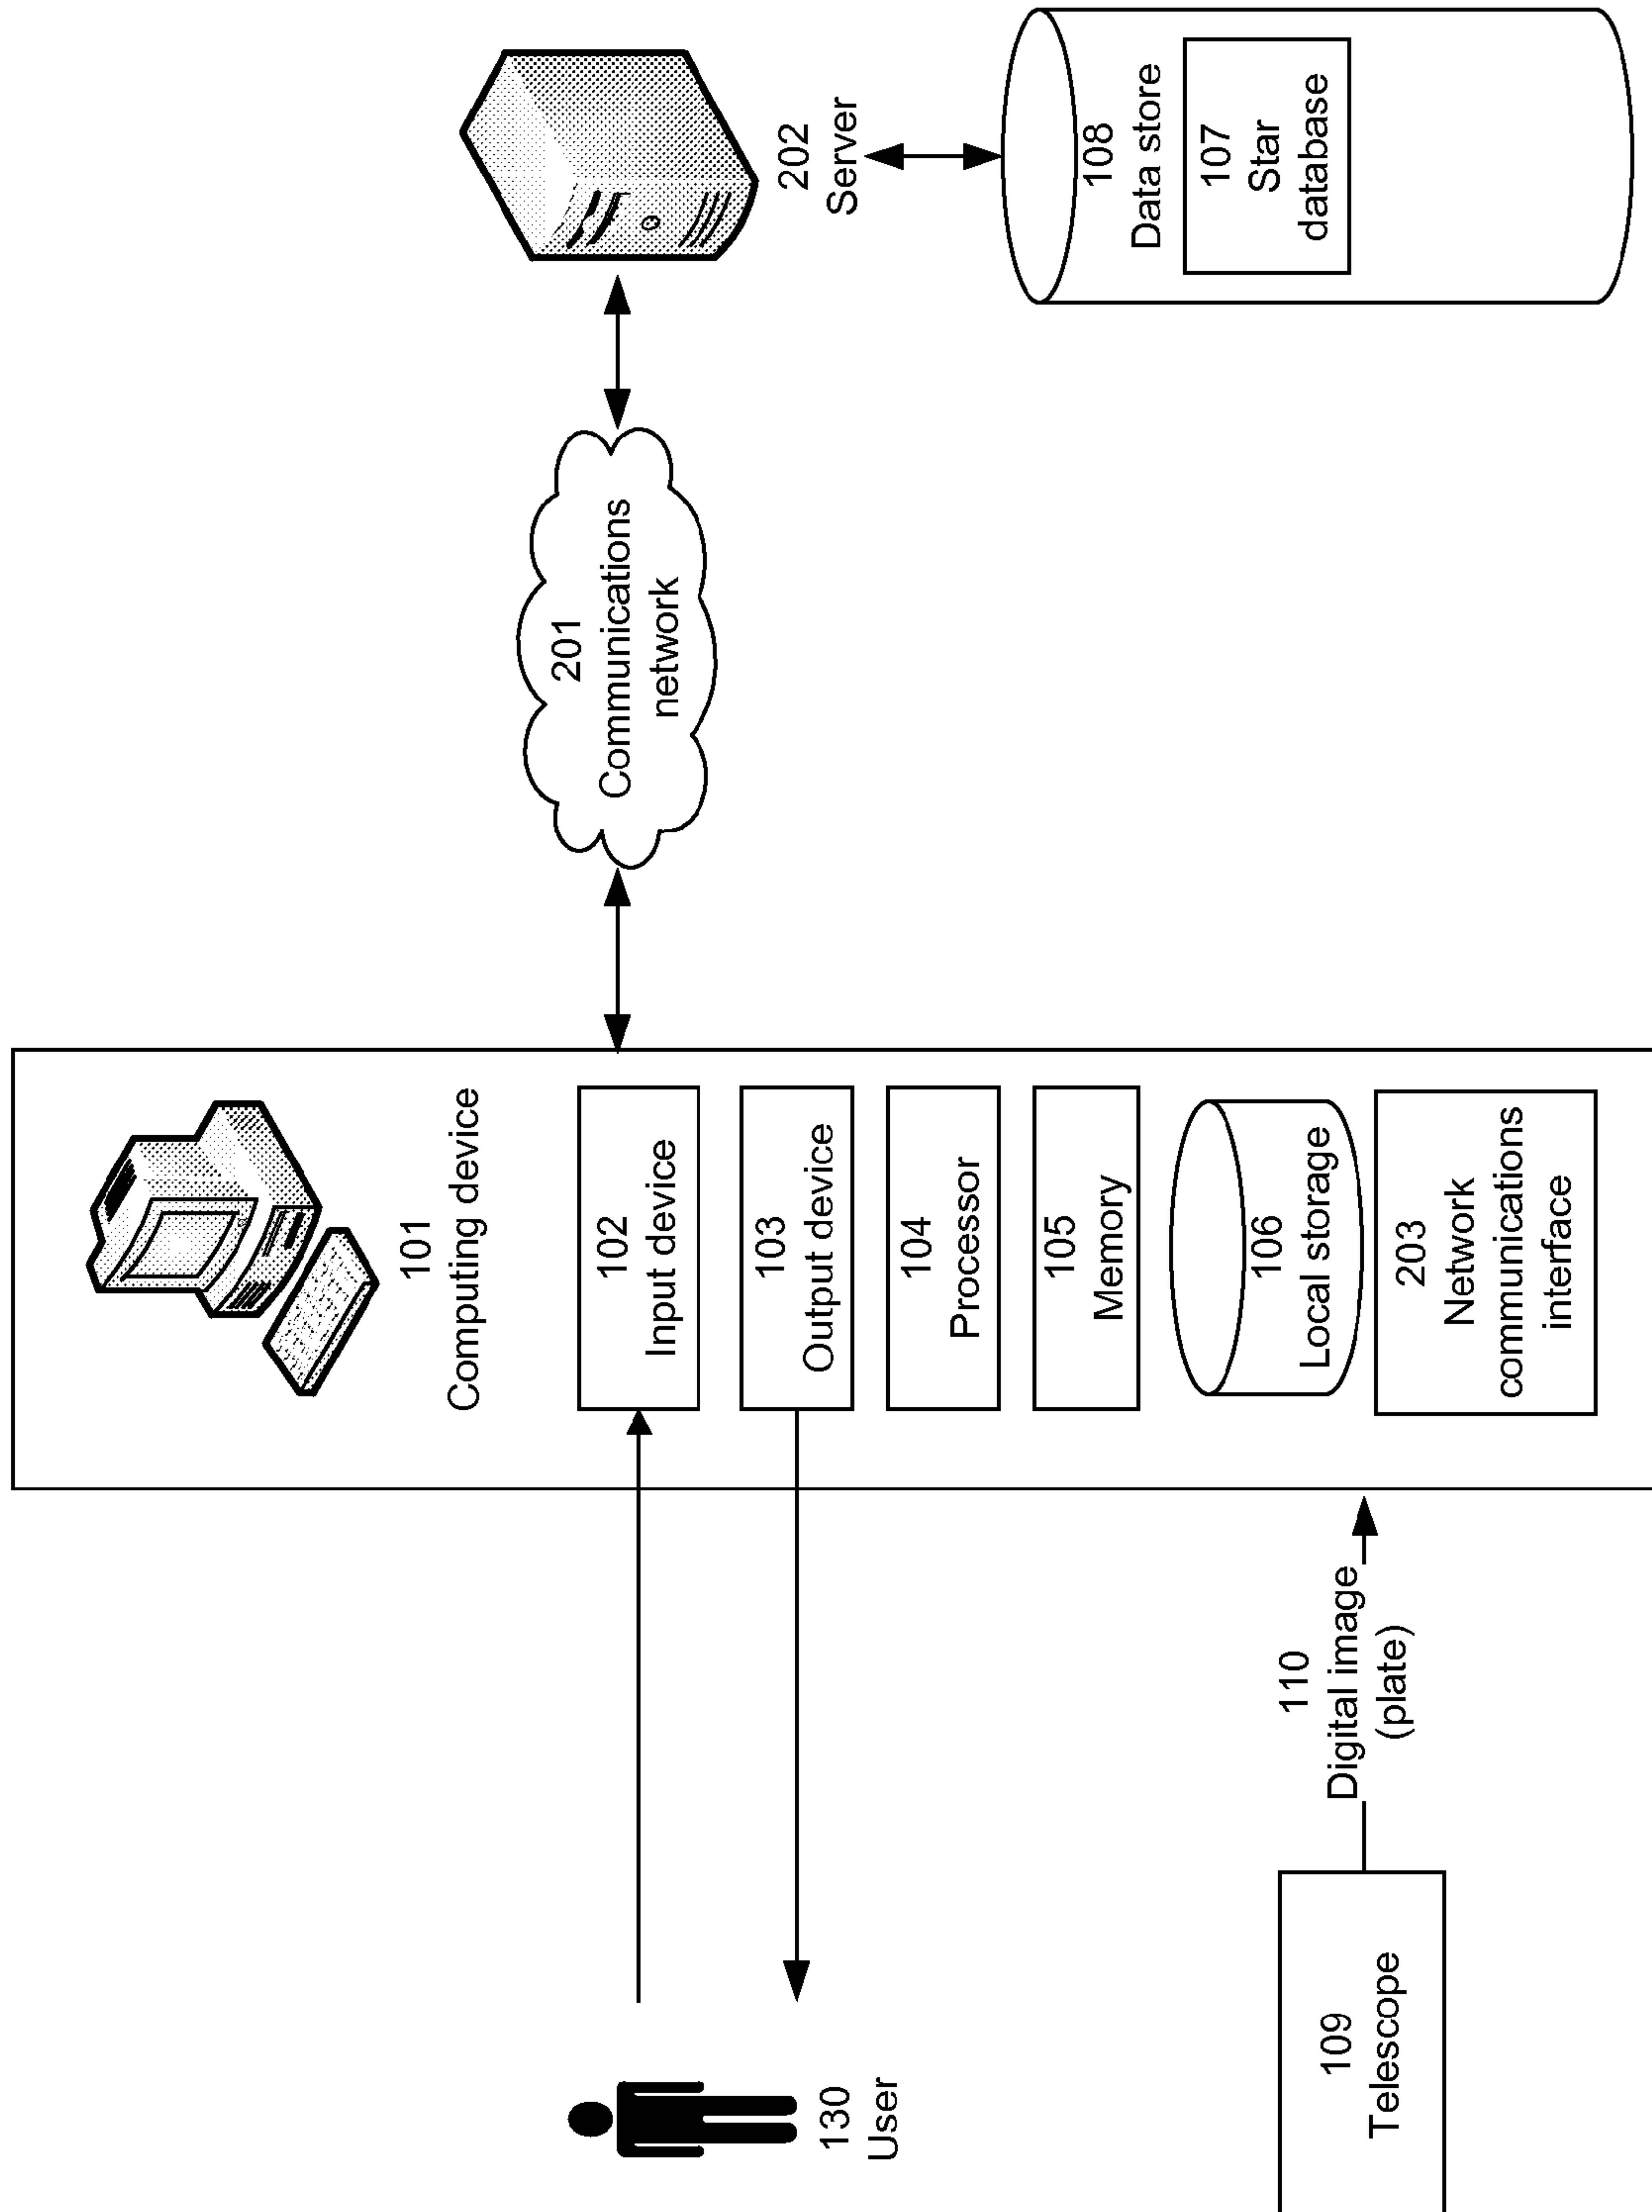 130
User
109
Telescope
110
Digital image
(plate)
101
Computing device
102
Input device
103
Output device
104
Processor
105
Memory
106
Local storage
203
Network
communications
interface
201
Communications
network
202
Server
108
Data store
107
Star
database